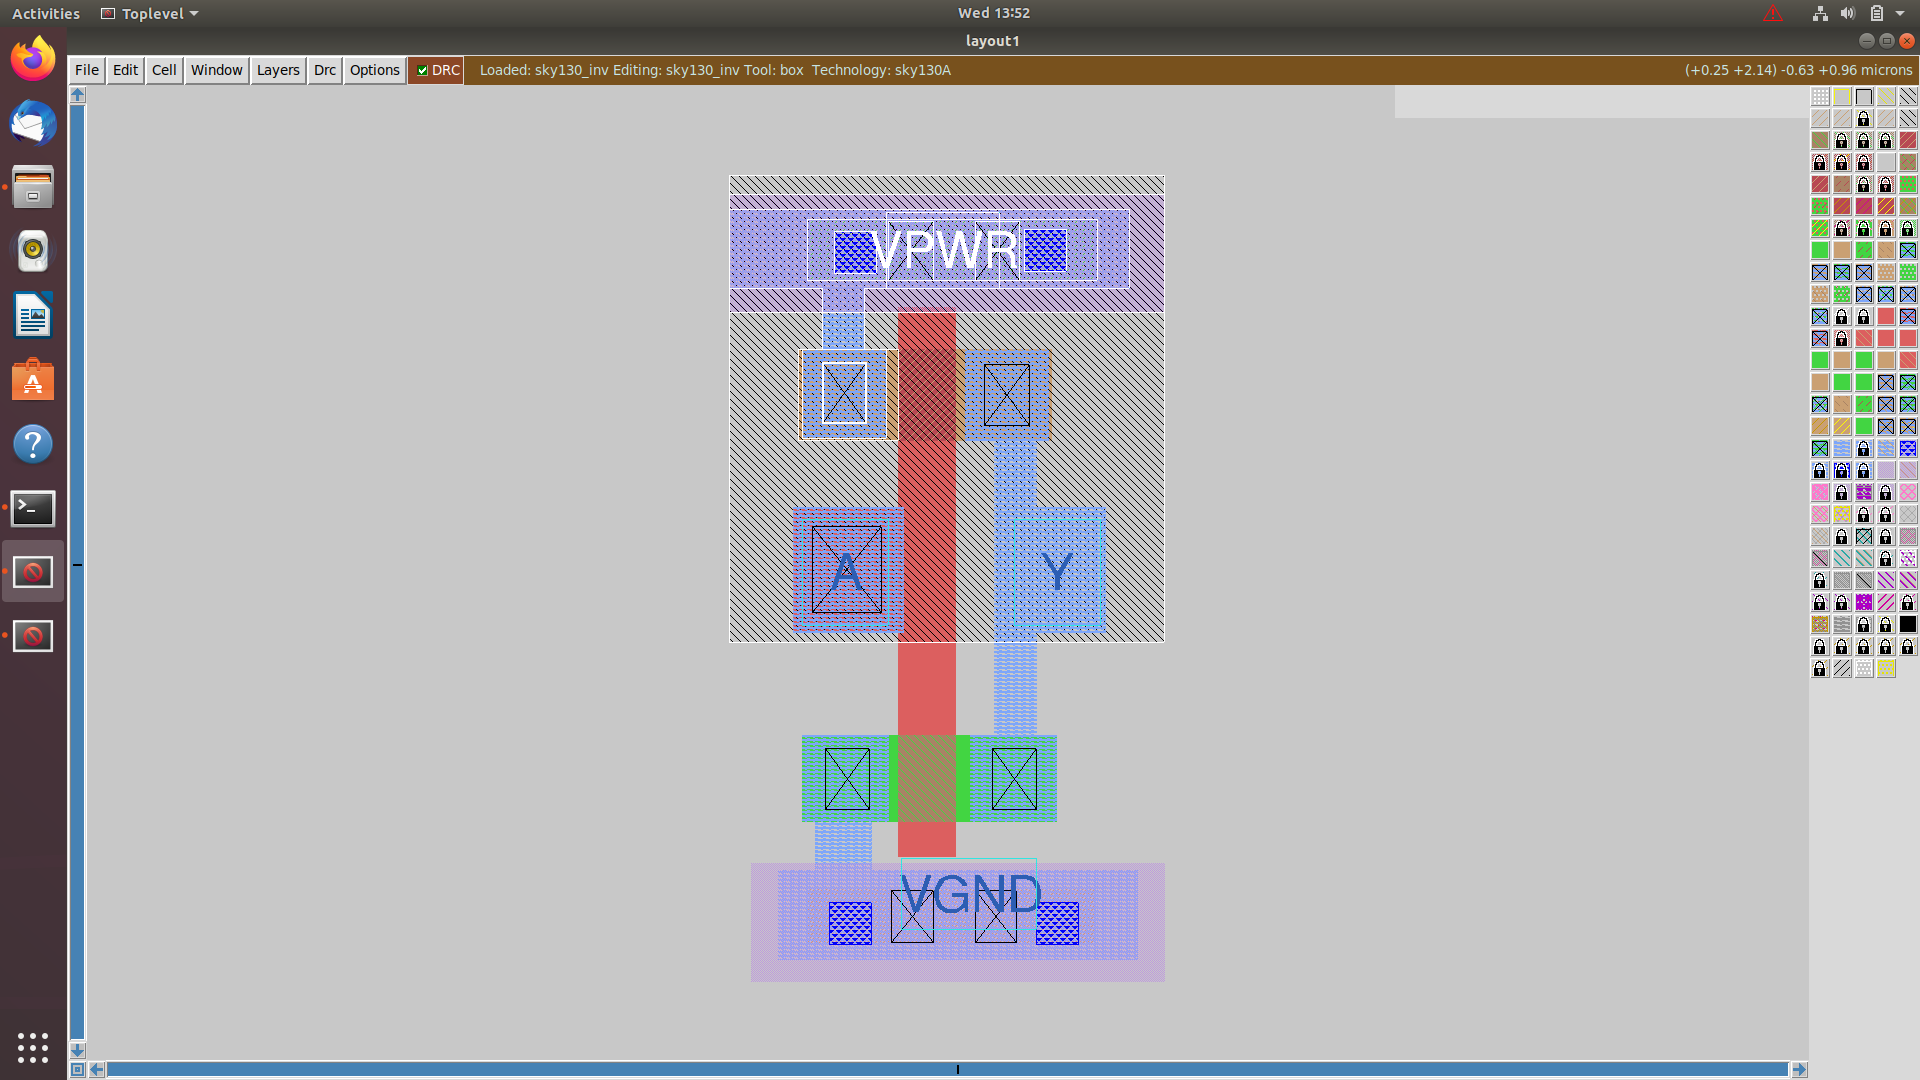 Activities Toplevel Wed 13:52
layout1
File Edit Cell Window Layers Drc Options DRC Loaded: sky130_inv Editing: sky130_inv Tool: box Technology: sky130A (+0.25 +2.14) -0.63 +0.96 microns
VPWR
A Y
VGND